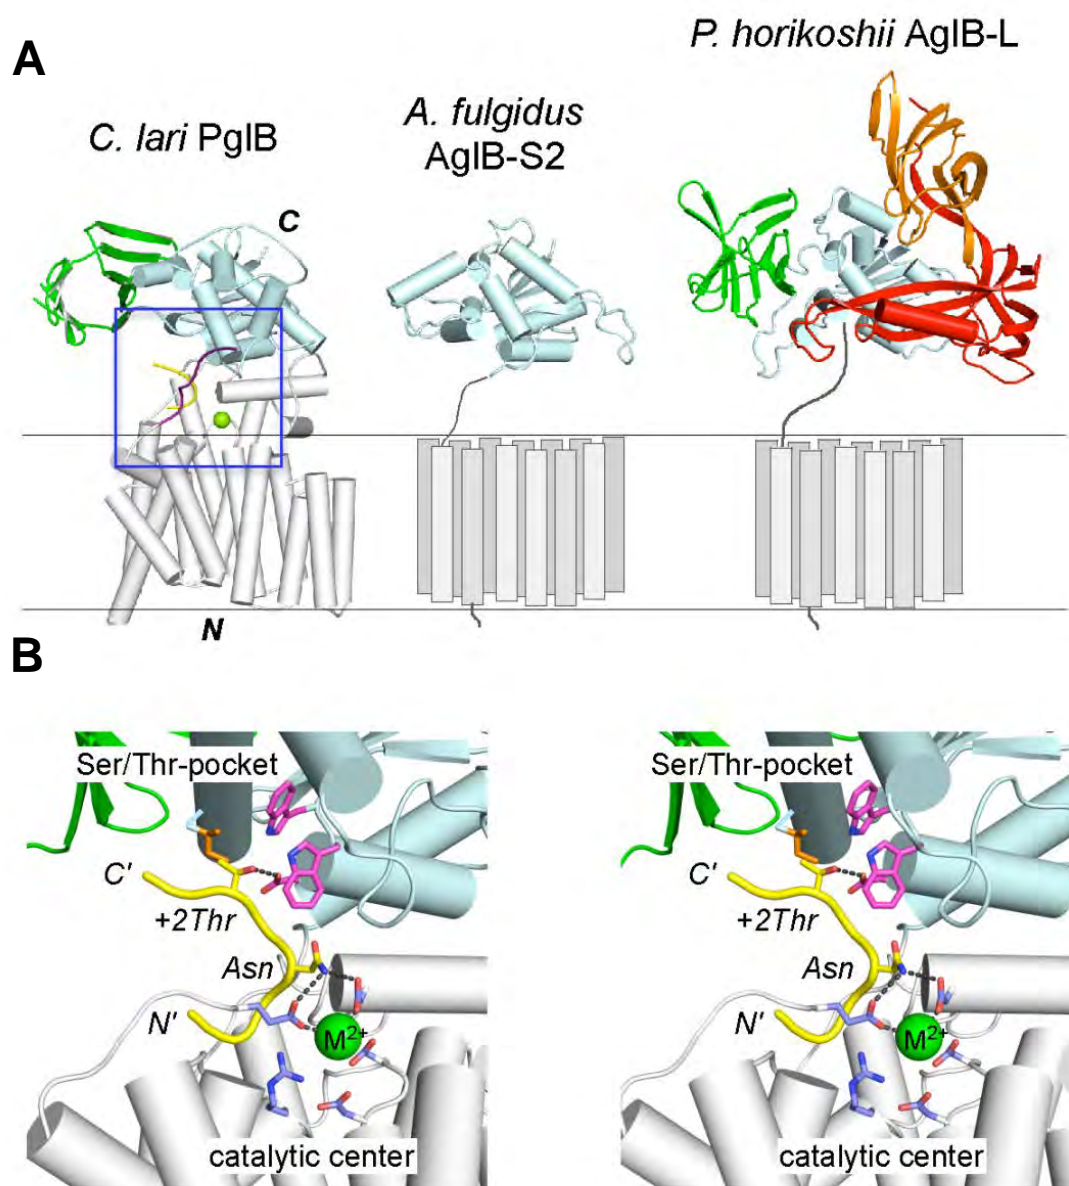 A
C. lari PglB
A. fulgidus
AglB-S2
P. horikoshii AglB-L
C
N
B
Ser/Thr-pocket
C'
+2Thr
Asn
N'
M2+
catalytic center
Ser/Thr-pocket
C'
+2Thr
Asn
N'
M2+
catalytic center